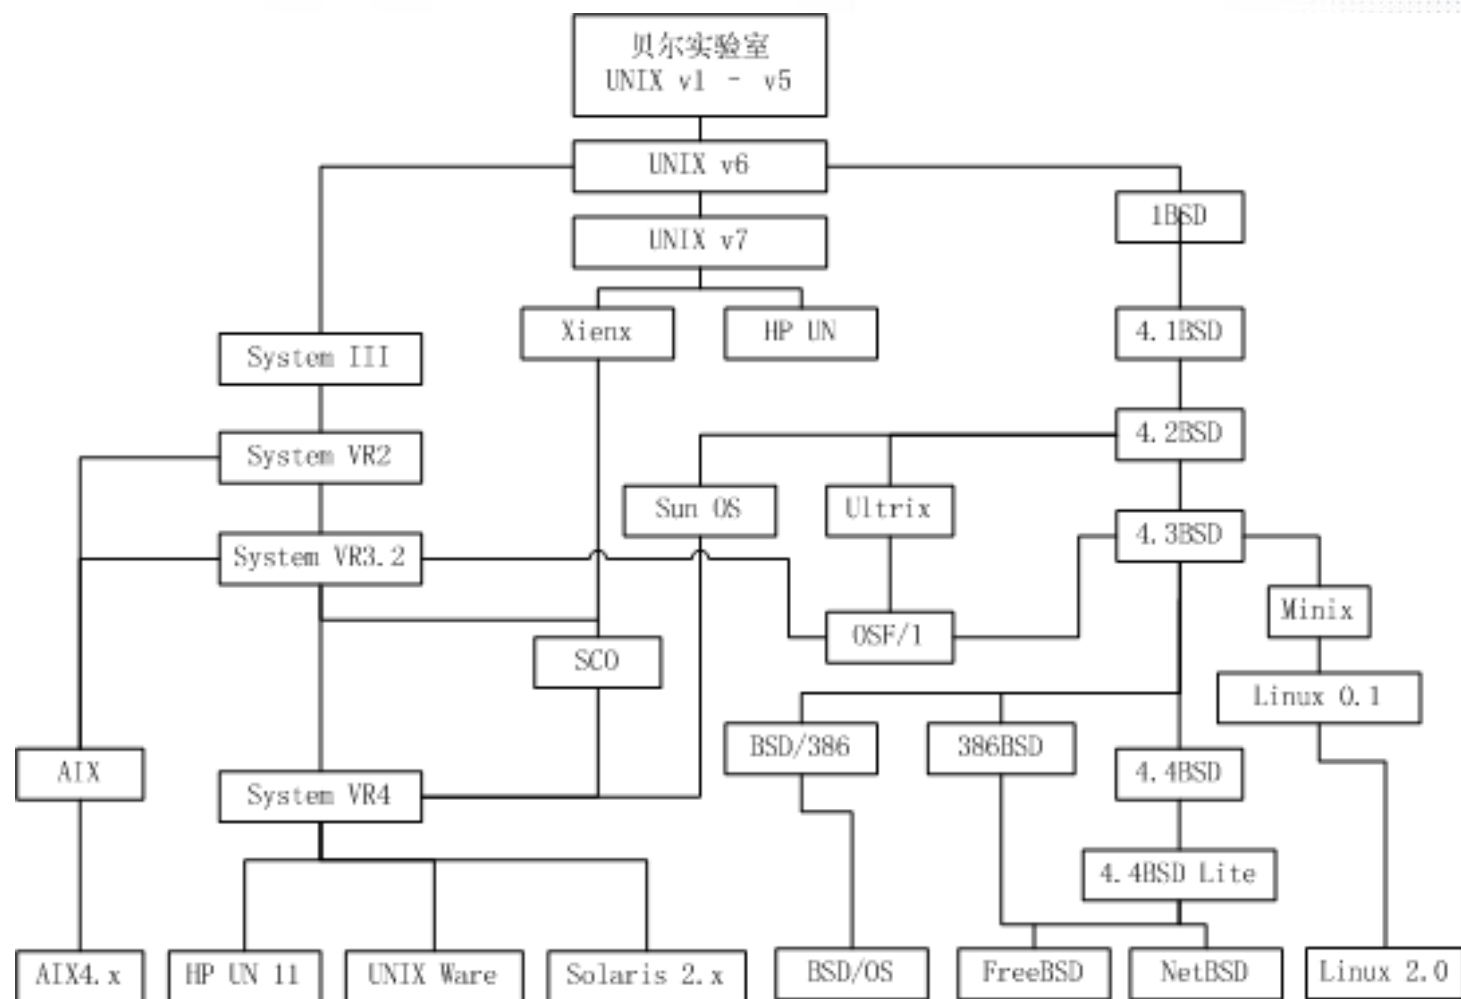 贝尔实验室
UNIX v1 - v5
UNIX v6
1BSD
UNIX v7
Xienx
HP UN
4.1BSD
System III
4.2BSD
System VR2
Sun OS
Ultrix
4.3BSD
System VR3.2
Minix
OSF/1
SCO
Linux 0.1
BSD/386
386BSD
4.4BSD
AIX
System VR4
4.4BSD Lite
AIX4.x
HP UN 11
UNIX Ware
Solaris 2.x
BSD/OS
FreeBSD
NetBSD
Linux 2.0